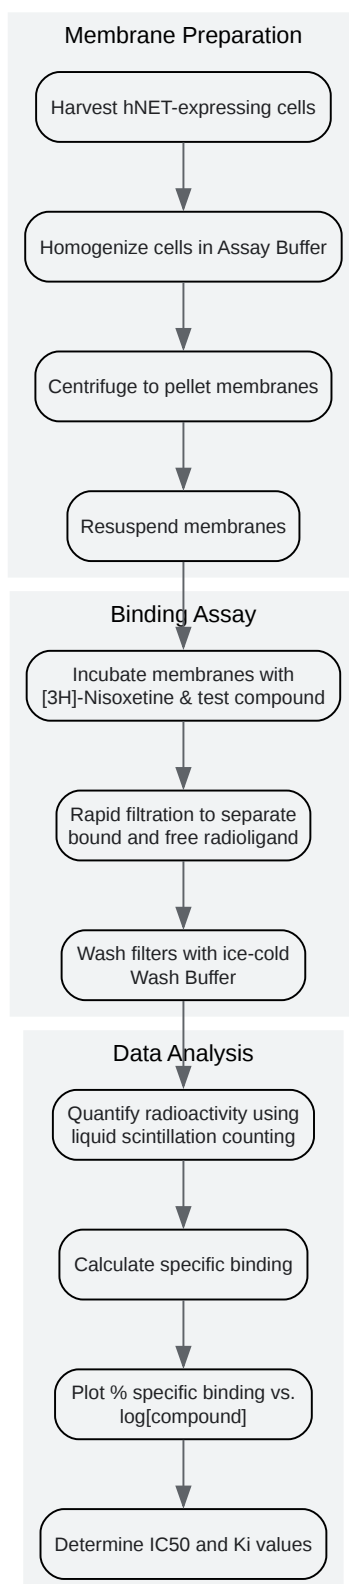 Membrane Preparation
Harvest hNET-expressing cells
Homogenize cells in Assay Buffer
Centrifuge to pellet membranes
Resuspend membranes
Binding Assay
Incubate membranes with
[3H]-Nisoxetine & test compound
Rapid filtration to separate
bound and free radioligand
Wash filters with ice-cold
Wash Buffer
Data Analysis
Quantify radioactivity using
liquid scintillation counting
Calculate specific binding
Plot % specific binding vs.
log[compound]
Determine IC50 and Ki values